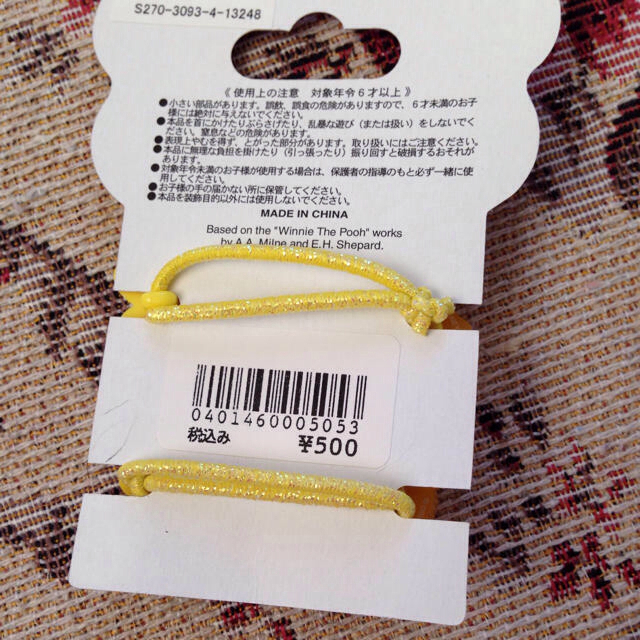 S270-3093-4-13248
《 使用上の注意 対象年令6才以上 》
●小さい部品があります。誤飲、誤食の危険がありますので、6才未満のお子
様には絶対に与えないでください。
●本品を首にかけたりぶらさげたり、乱暴な遊び(または扱い)をしないでく
ださい。窒息などの危険があります。
●表現上やむを得ず、とがった部分があります。取り扱いにはご注意ください。
●本品に無理な負担を掛けたり(引っ張ったり)振り回すと破損するおそれが
あります。
●対象年令未満のお子様が使用する場合は、保護者の指導のもと必ず一緒に使
用してください。
●お子様の手の届かない所に保管してください。
●本品を装飾目的以外には使用しないでください。
MADE IN CHINA
Based on the "Winnie The Pooh" works
by A.A. Milne and E.H. Shepard.
0401460005053
税込み ¥500